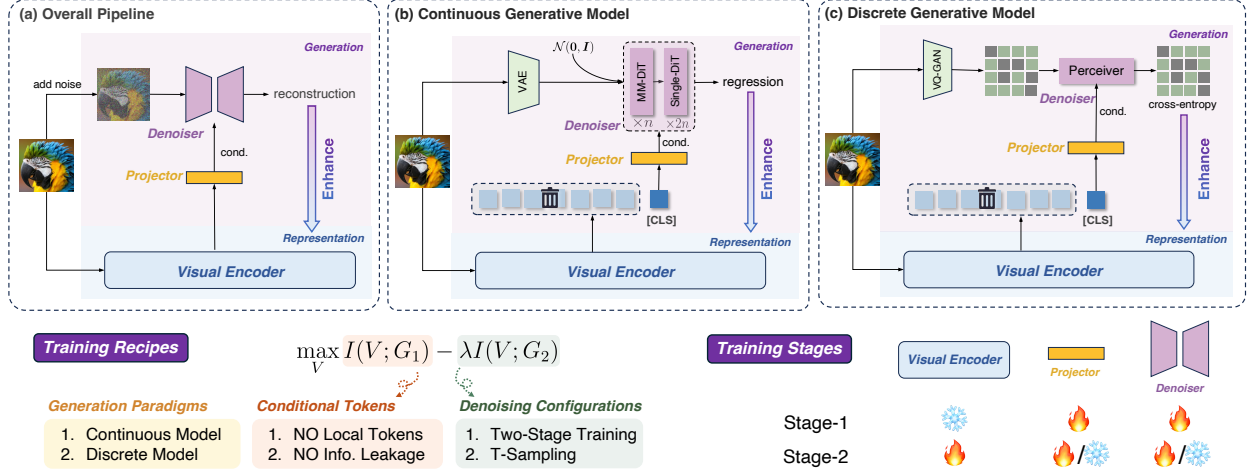 (a) Overall Pipeline
Generation
add noise
reconstruction
Denoiser
cond.
Projector
Enhance
Representation
Visual Encoder
(b) Continuous Generative Model
Generation
𝒩(0, I)
VAE
MM-DiT
×n
Single-DiT
×2n
regression
Denoiser
cond.
Projector
[CLS]
Enhance
Representation
Visual Encoder
(c) Discrete Generative Model
Generation
VQ-GAN
Perceiver
Denoiser
cross-entropy
cond.
Projector
[CLS]
Enhance
Representation
Visual Encoder
Training Recipes
max_V I(V; G₁) − λI(V; G₂)
Generation Paradigms
1. Continuous Model
2. Discrete Model
Conditional Tokens
1. NO Local Tokens
2. NO Info. Leakage
Denoising Configurations
1. Two-Stage Training
2. T-Sampling
Training Stages
Visual Encoder
Projector
Denoiser
Stage-1
Stage-2
/
/